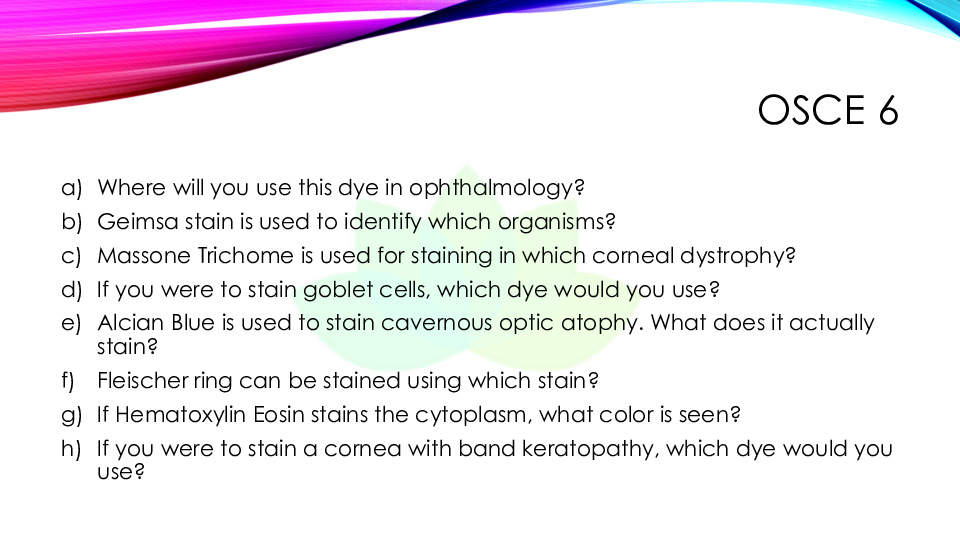 OSCE 6
a) Where will you use this dye in ophthalmology?
b) Geimsa stain is used to identify which organisms?
c) Massone Trichome is used for staining in which corneal dystrophy?
d) If you were to stain goblet cells, which dye would you use?
e) Alcian Blue is used to stain cavernous optic atophy. What does it actually
stain?
f) Fleischer ring can be stained using which stain?
g) If Hematoxylin Eosin stains the cytoplasm, what color is seen?
h) If you were to stain a cornea with band keratopathy, which dye would you
use?